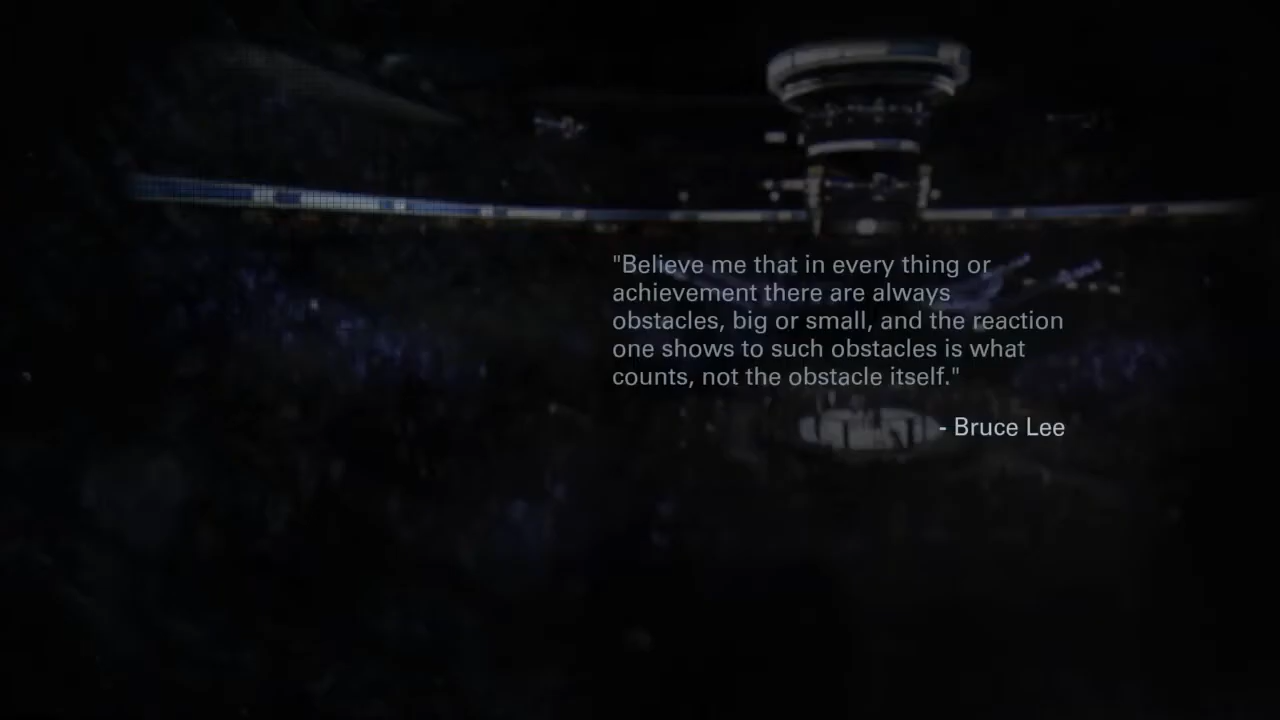 "Believe me that in every thing or
achievement there are always
obstacles, big or small, and the reaction
one shows to such obstacles is what
counts, not the obstacle itself."
- Bruce Lee